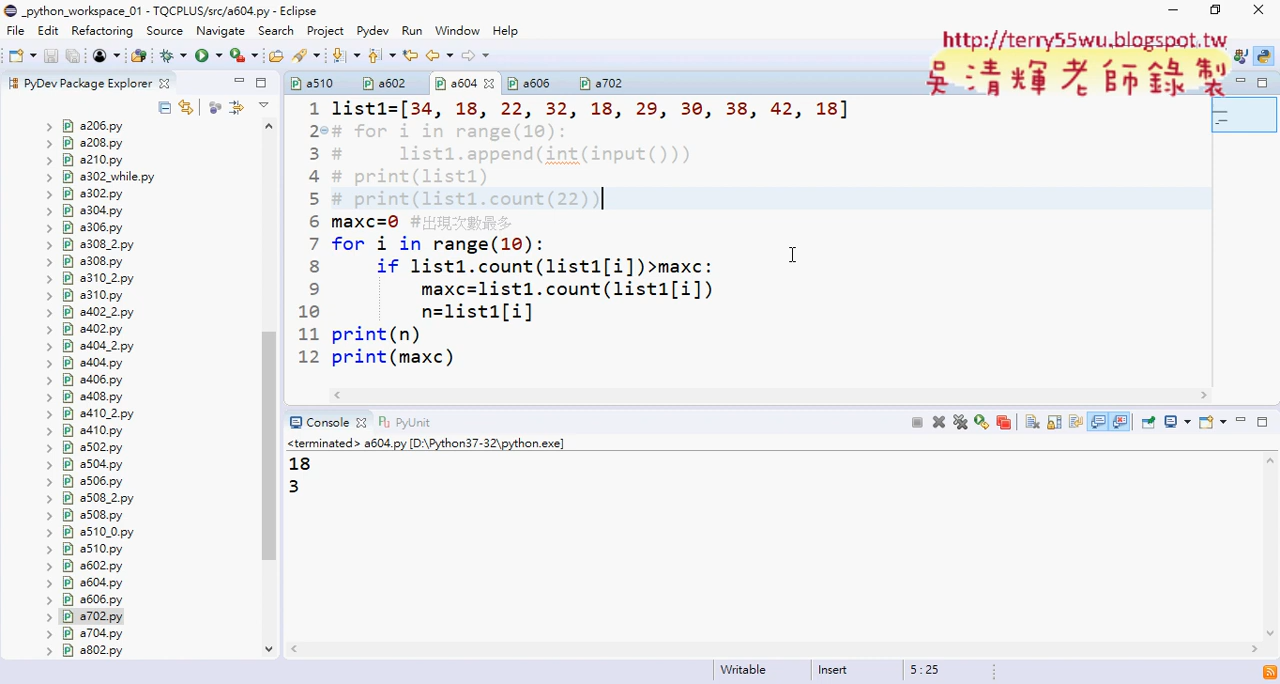 _python_workspace_01 - TQCPLUS/src/a604.py - Eclipse
File Edit Refactoring Source Navigate Search Project Pydev Run Window Help
http://terry55wu.blogspot.tw
吳清輝老師錄製
PyDev Package Explorer
a206.py
a208.py
a210.py
a302_while.py
a302.py
a304.py
a306.py
a308_2.py
a308.py
a310_2.py
a310.py
a402_2.py
a402.py
a404_2.py
a404.py
a406.py
a408.py
a410_2.py
a410.py
a502.py
a504.py
a506.py
a508_2.py
a508.py
a510_0.py
a510.py
a602.py
a604.py
a606.py
a702.py
a704.py
a802.py
a510 a602 a604 a606 a702
1 list1=[34, 18, 22, 32, 18, 29, 30, 38, 42, 18]
2 # for i in range(10):
3 #     list1.append(int(input()))
4 # print(list1)
5 # print(list1.count(22))
6 maxc=0 #出現次數最多
7 for i in range(10):
8     if list1.count(list1[i])>maxc:
9         maxc=list1.count(list1[i])
10         n=list1[i]
11 print(n)
12 print(maxc)
Console PyUnit
<terminated> a604.py [D:\Python37-32\python.exe]
18
3
Writable Insert 5 : 25